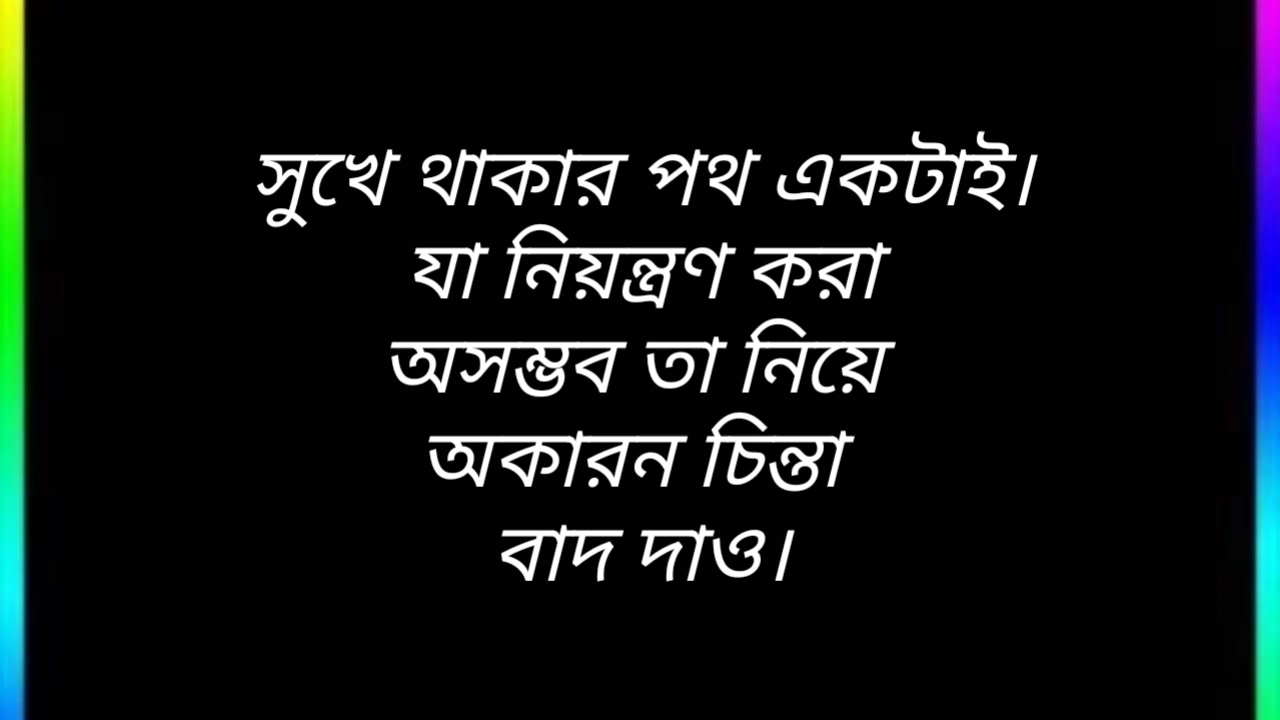 সুখে থাকার পথ একটাই।
যা নিয়ন্ত্রণ করা
অসম্ভব তা নিয়ে
অকারন চিন্তা
বাদ দাও।